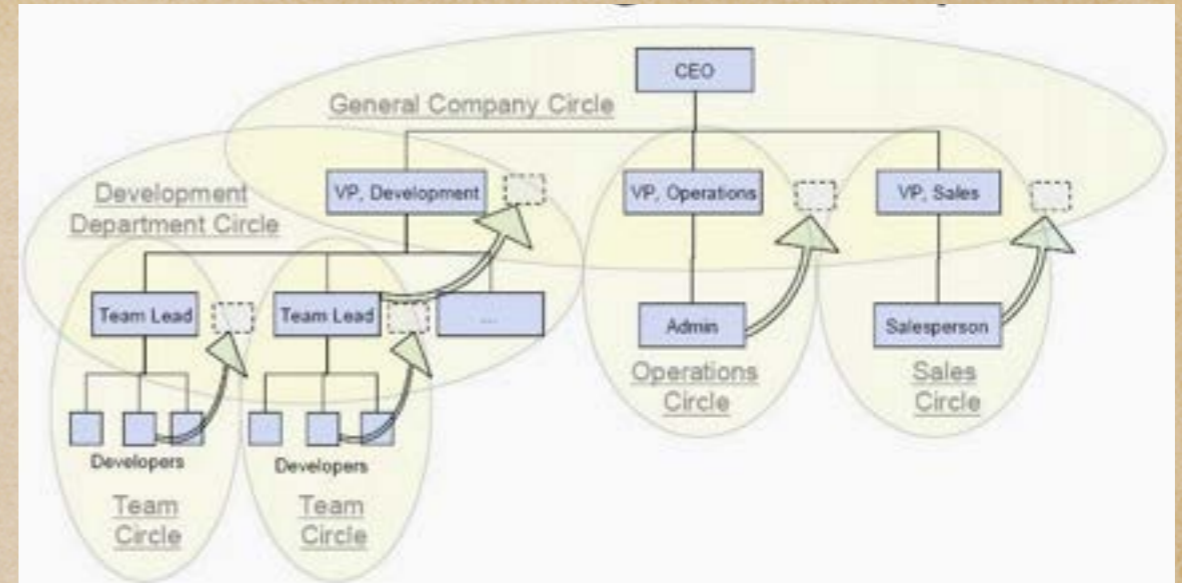 CEO
General Company Circle
Development
Department Circle
VP, Development
VP, Operations
VP, Sales
Team Lead
Team Lead
...
Admin
Salesperson
Operations
Circle
Sales
Circle
Developers
Developers
Team
Circle
Team
Circle